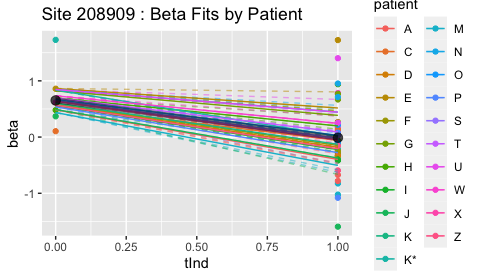 Site 208909 : Beta Fits by Patient
patient
A
C
D
E
F
G
H
I
J
K
K*
M
N
O
P
S
T
U
W
X
Z
beta
1
0
-1
0.00
0.25
0.50
0.75
1.00
tInd